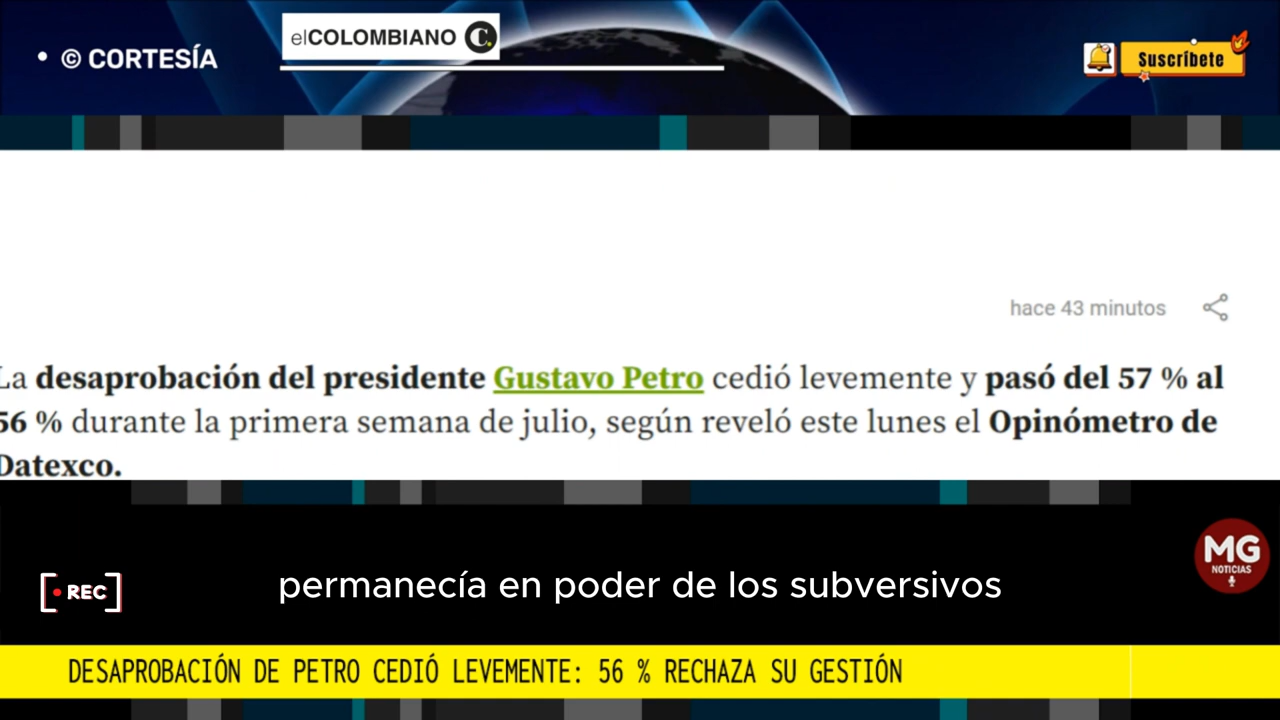 elCOLOMBIANO C
• © CORTESÍA
Suscríbete
hace 43 minutos
La desaprobación del presidente Gustavo Petro cedió levemente y pasó del 57 % al
56 % durante la primera semana de julio, según reveló este lunes el Opinómetro de
Datexco.
MG
NOTICIAS
REC
permanecía en poder de los subversivos
DESAPROBACIÓN DE PETRO CEDIÓ LEVEMENTE: 56 % RECHAZA SU GESTIÓN